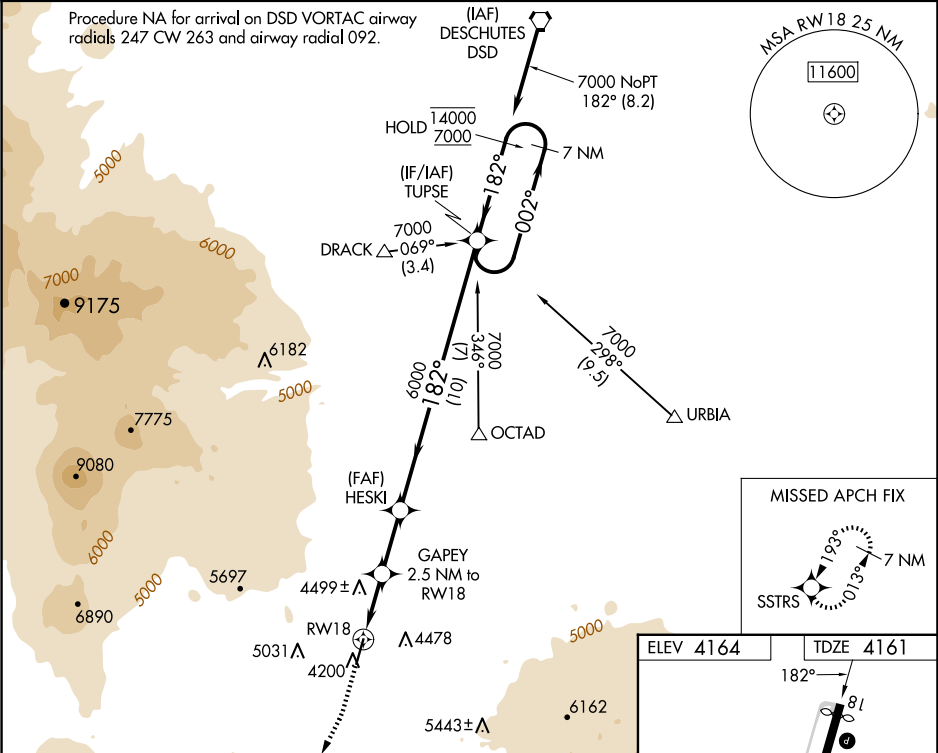 Procedure NA for arrival on DSD VORTAC airway
radials 247 CW 263 and airway radial 092.
(IAF)
DESCHUTES
DSD
7000 NoPT
182° (8.2)
MSA RW18 25 NM
11600
HOLD
14000
7000
7 NM
182°
002°
(IF/IAF)
TUPSE
DRACK
7000
069°
(3.4)
5000
6000
7000
9175
6182
5000
7775
9080
6000
182°
(10)
7000
346°
(7)
OCTAD
7000
298°
(9.5)
URBIA
(FAF)
HESKI
GAPEY
2.5 NM to
RW18
6000
5000
5697
6890
4499±
RW18
4478
5031
4200
5000
6162
5443±
MISSED APCH FIX
193°
013°
7 NM
SSTRS
ELEV 4164
TDZE 4161
182°
18
P